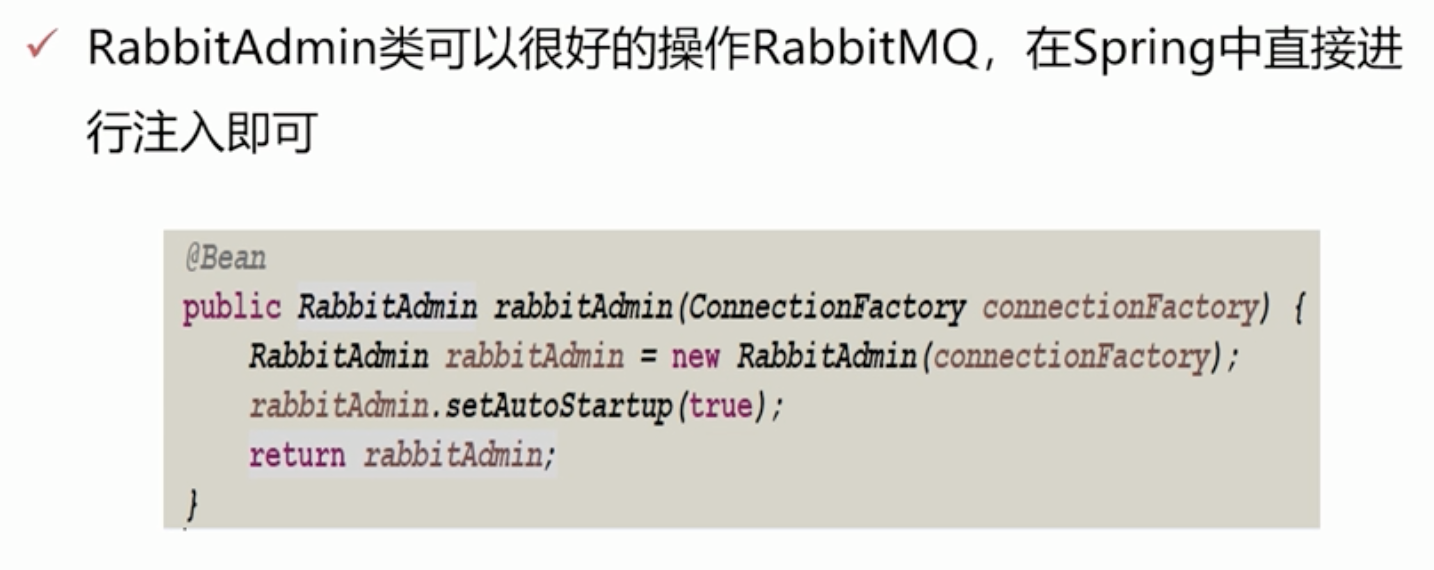 ✓ RabbitAdmin类可以很好的操作RabbitMQ，在Spring中直接进
行注入即可
@Bean
public RabbitAdmin rabbitAdmin(ConnectionFactory connectionFactory) {
    RabbitAdmin rabbitAdmin = new RabbitAdmin(connectionFactory);
    rabbitAdmin.setAutoStartup(true);
    return rabbitAdmin;
}